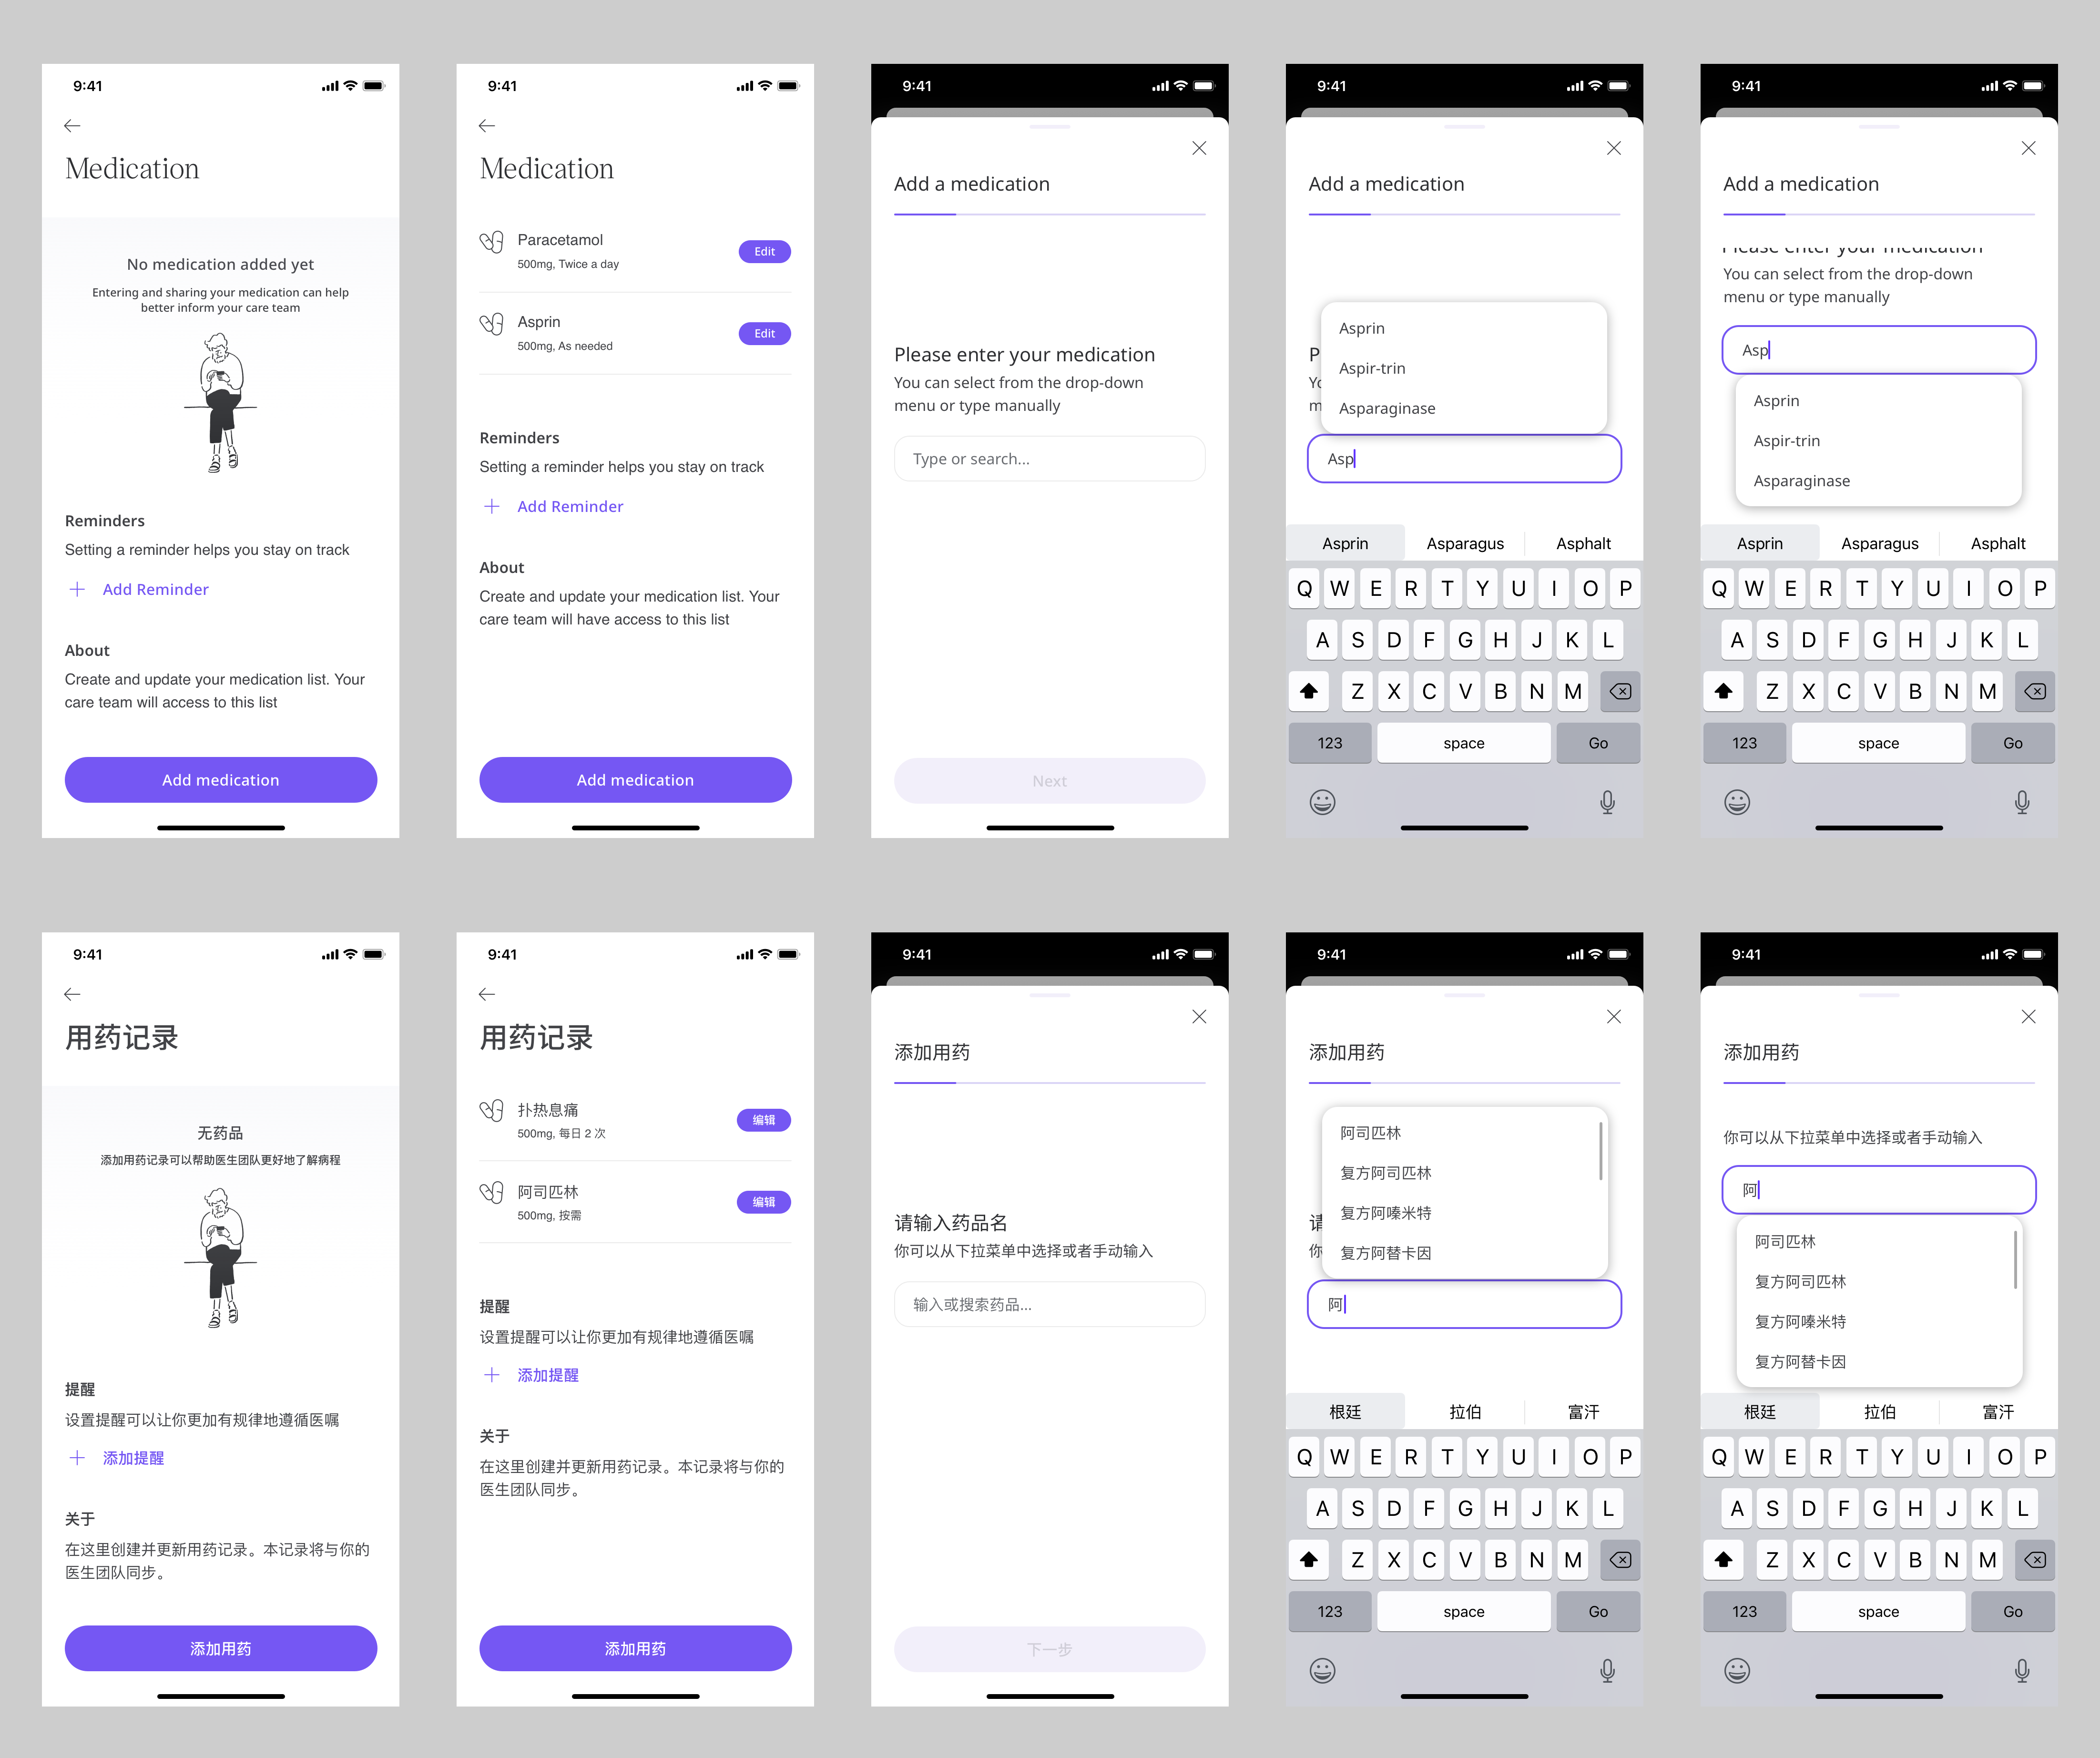 9:41
Medication
No medication added yet
Entering and sharing your medication can help
better inform your care team
Reminders
Setting a reminder helps you stay on track
Add Reminder
About
Create and update your medication list. Your
care team will access to this list
Add medication
9:41
Medication
Paracetamol
500mg, Twice a day
Edit
Asprin
500mg, As needed
Edit
Reminders
Setting a reminder helps you stay on track
Add Reminder
About
Create and update your medication list. Your
care team will have access to this list
Add medication
9:41
Add a medication
Please enter your medication
You can select from the drop-down
menu or type manually
Type or search...
Next
9:41
Add a medication
Asprin
Aspir-trin
Asparaginase
P
Yo
m
Asp
Asprin Asparagus Asphalt
Q W E R T Y U I O P
A S D F G H J K L
Z X C V B N M
123 space Go
9:41
Add a medication
Please enter your medication
You can select from the drop-down
menu or type manually
Asp
Asprin
Aspir-trin
Asparaginase
Asprin Asparagus Asphalt
Q W E R T Y U I O P
A S D F G H J K L
Z X C V B N M
123 space Go
9:41
用药记录
无药品
添加用药记录可以帮助医生团队更好地了解病程
提醒
设置提醒可以让你更加有规律地遵循医嘱
添加提醒
关于
在这里创建并更新用药记录。本记录将与你的
医生团队同步。
添加用药
9:41
用药记录
扑热息痛
500mg, 每日 2 次
编辑
阿司匹林
500mg, 按需
编辑
提醒
设置提醒可以让你更加有规律地遵循医嘱
添加提醒
关于
在这里创建并更新用药记录。本记录将与你的
医生团队同步。
添加用药
9:41
添加用药
请输入药品名
你可以从下拉菜单中选择或者手动输入
输入或搜索药品...
下一步
9:41
添加用药
阿司匹林
复方阿司匹林
复方阿嗪米特
复方阿替卡因
请
你
阿
根廷 拉伯 富汗
Q W E R T Y U I O P
A S D F G H J K L
Z X C V B N M
123 space Go
9:41
添加用药
你可以从下拉菜单中选择或者手动输入
阿
阿司匹林
复方阿司匹林
复方阿嗪米特
复方阿替卡因
根廷 拉伯 富汗
Q W E R T Y U I O P
A S D F G H J K L
Z X C V B N M
123 space Go